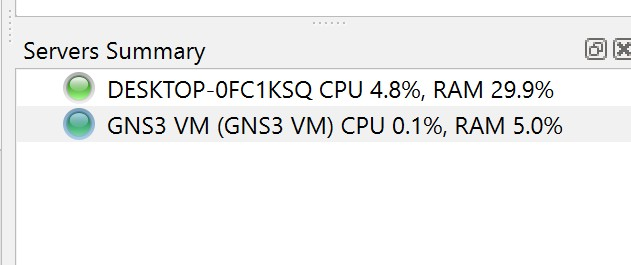 Servers Summary
DESKTOP-0FC1KSQ CPU 4.8%, RAM 29.9%
GNS3 VM (GNS3 VM) CPU 0.1%, RAM 5.0%